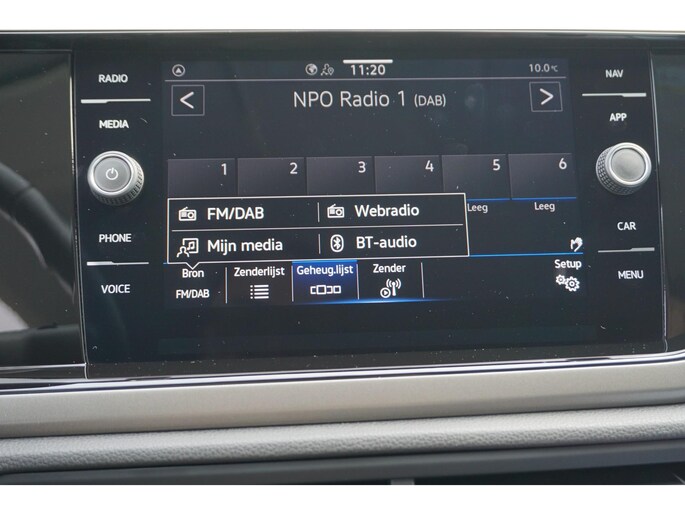 RADIO
MEDIA
PHONE
VOICE
11:20
10.0°C
NPO Radio 1 (DAB)
1 2 3 4 5 6
Leeg Leeg
FM/DAB Webradio
Mijn media BT-audio
Bron Zenderlijst Geheug.lijst Zender Setup
FM/DAB
NAV
APP
CAR
MENU